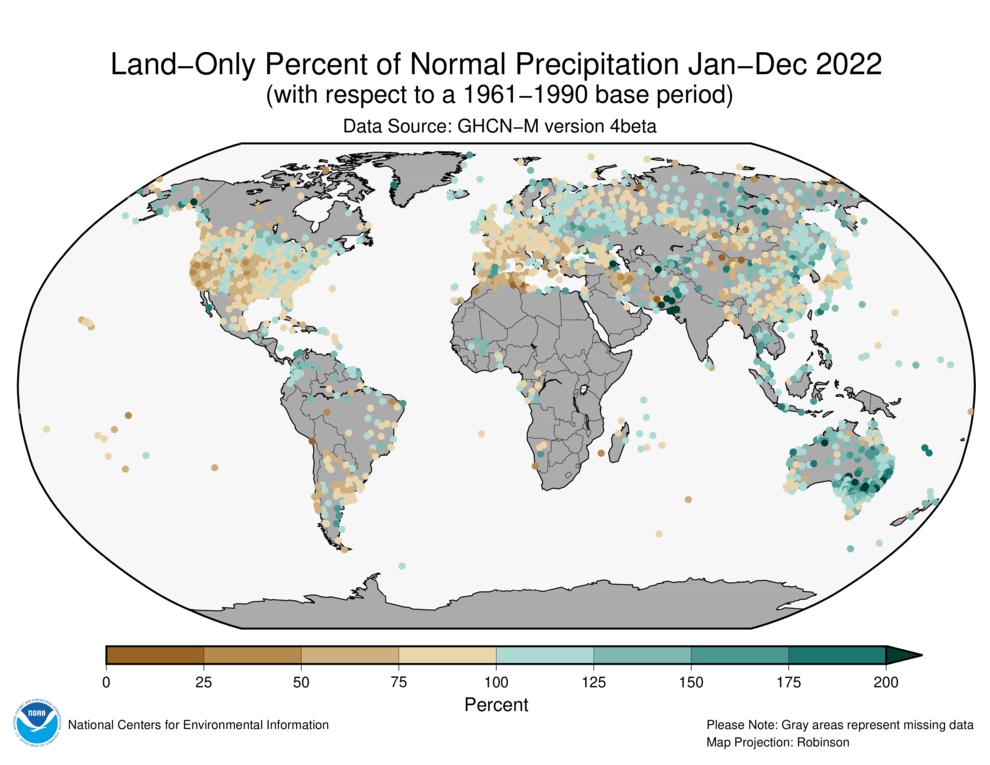 Land−Only Percent of Normal Precipitation Jan−Dec 2022
(with respect to a 1961−1990 base period)
Data Source: GHCN−M version 4beta
0 25 50 75 100 125 150 175 200
Percent
NOAA
National Centers for Environmental Information
Please Note: Gray areas represent missing data
Map Projection: Robinson